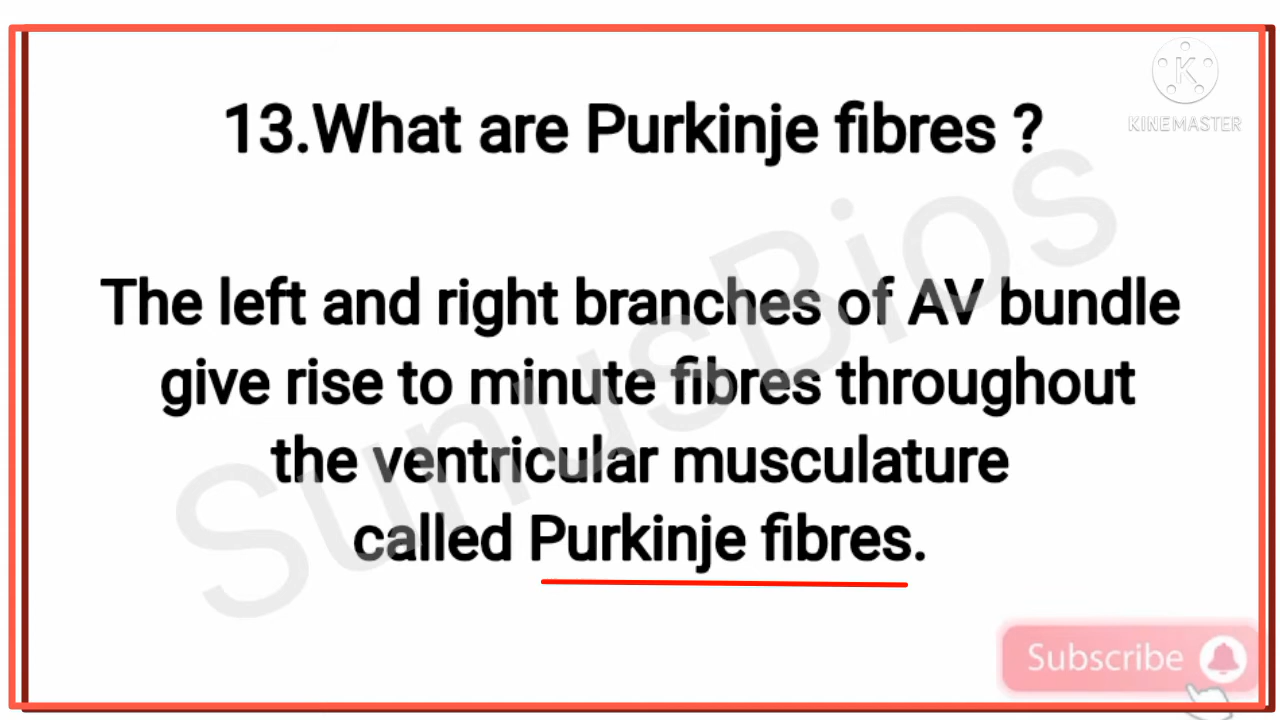 13.What are Purkinje fibres ?
K
KINEMASTER
The left and right branches of AV bundle
give rise to minute fibres throughout
the ventricular musculature
called Purkinje fibres.
SunusBios
Subscribe